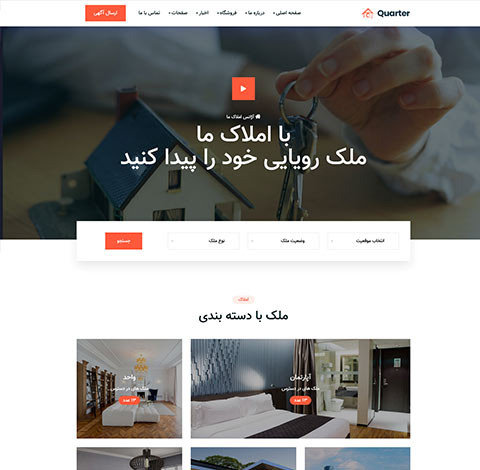 Quarter
صفحه اصلی
درباره ما
فروشگاه
اخبار
صفحات
تماس با ما
ارسال آگهی
آژانس املاک ما
با املاک ما
ملک رویایی خود را پیدا کنید
انتخاب موقعیت
وضعیت ملک
نوع ملک
جستجو
املاک
ملک با دسته بندی
آپارتمان
ملک های در دسترس
واحد
ملک های در دسترس